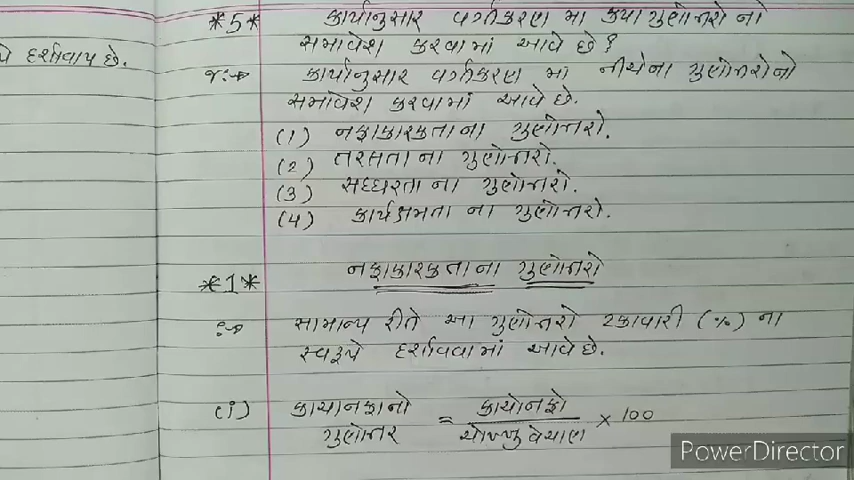 *5* કાર્યાનુસાર વર્ગીકરણ માં કયા ગુણોત્તરો નો
સમાવેશ કરવામાં આવે છે?
પે દર્શાવાય છે.
જ:→ કાર્યાનુસાર વર્ગીકરણ માં નીચેના ગુણોત્તરોનો
સમાવેશ કરવામાં આવે છે.
(1) નફાકારકતાના ગુણોત્તરો.
(2) તરલતા ના ગુણોત્તરો.
(3) સધ્ધરતા ના ગુણોત્તરો.
(4) કાર્યક્ષમતા ના ગુણોત્તરો.
*1* નફાકારકતાના ગુણોત્તરો
:→ સામાન્ય રીતે આ ગુણોત્તરો ટકાવારી (%) ના
સ્વરૂપે દર્શાવવામાં આવે છે.
(i) કાચાનફાનો ગુણોત્તર = કાચોનફો / ચોખ્ખુ વેચાણ × 100
PowerDirector